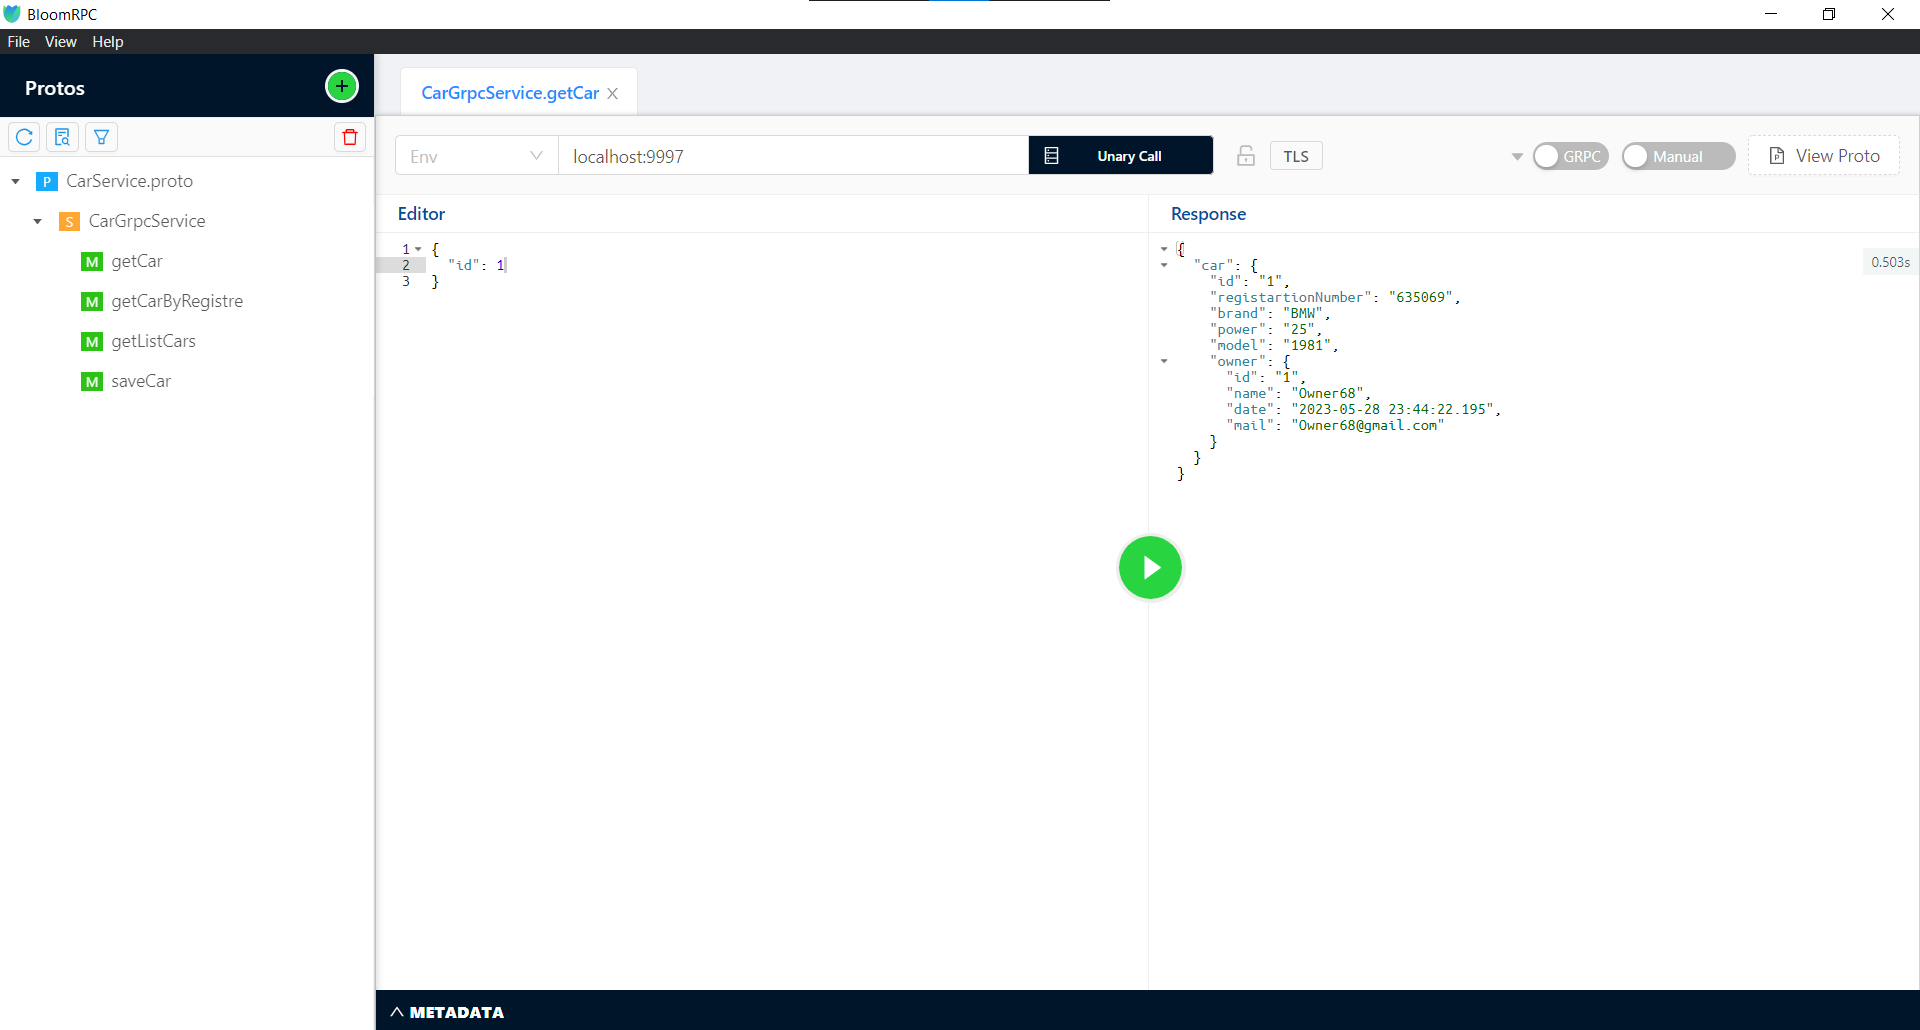 BloomRPC
File View Help
Protos
CarGrpcService.getCar
Env localhost:9997 Unary Call TLS GRPC Manual View Proto
P CarService.proto
S CarGrpcService
M getCar
M getCarByRegistre
M getListCars
M saveCar
Editor
1 {
2 "id": 1
3 }
Response
{
"car": {
"id": "1",
"registartionNumber": "635069",
"brand": "BMW",
"power": "25",
"model": "1981",
"owner": {
"id": "1",
"name": "Owner68",
"date": "2023-05-28 23:44:22.195",
"mail": "Owner68@gmail.com"
}
}
}
0.503s
METADATA